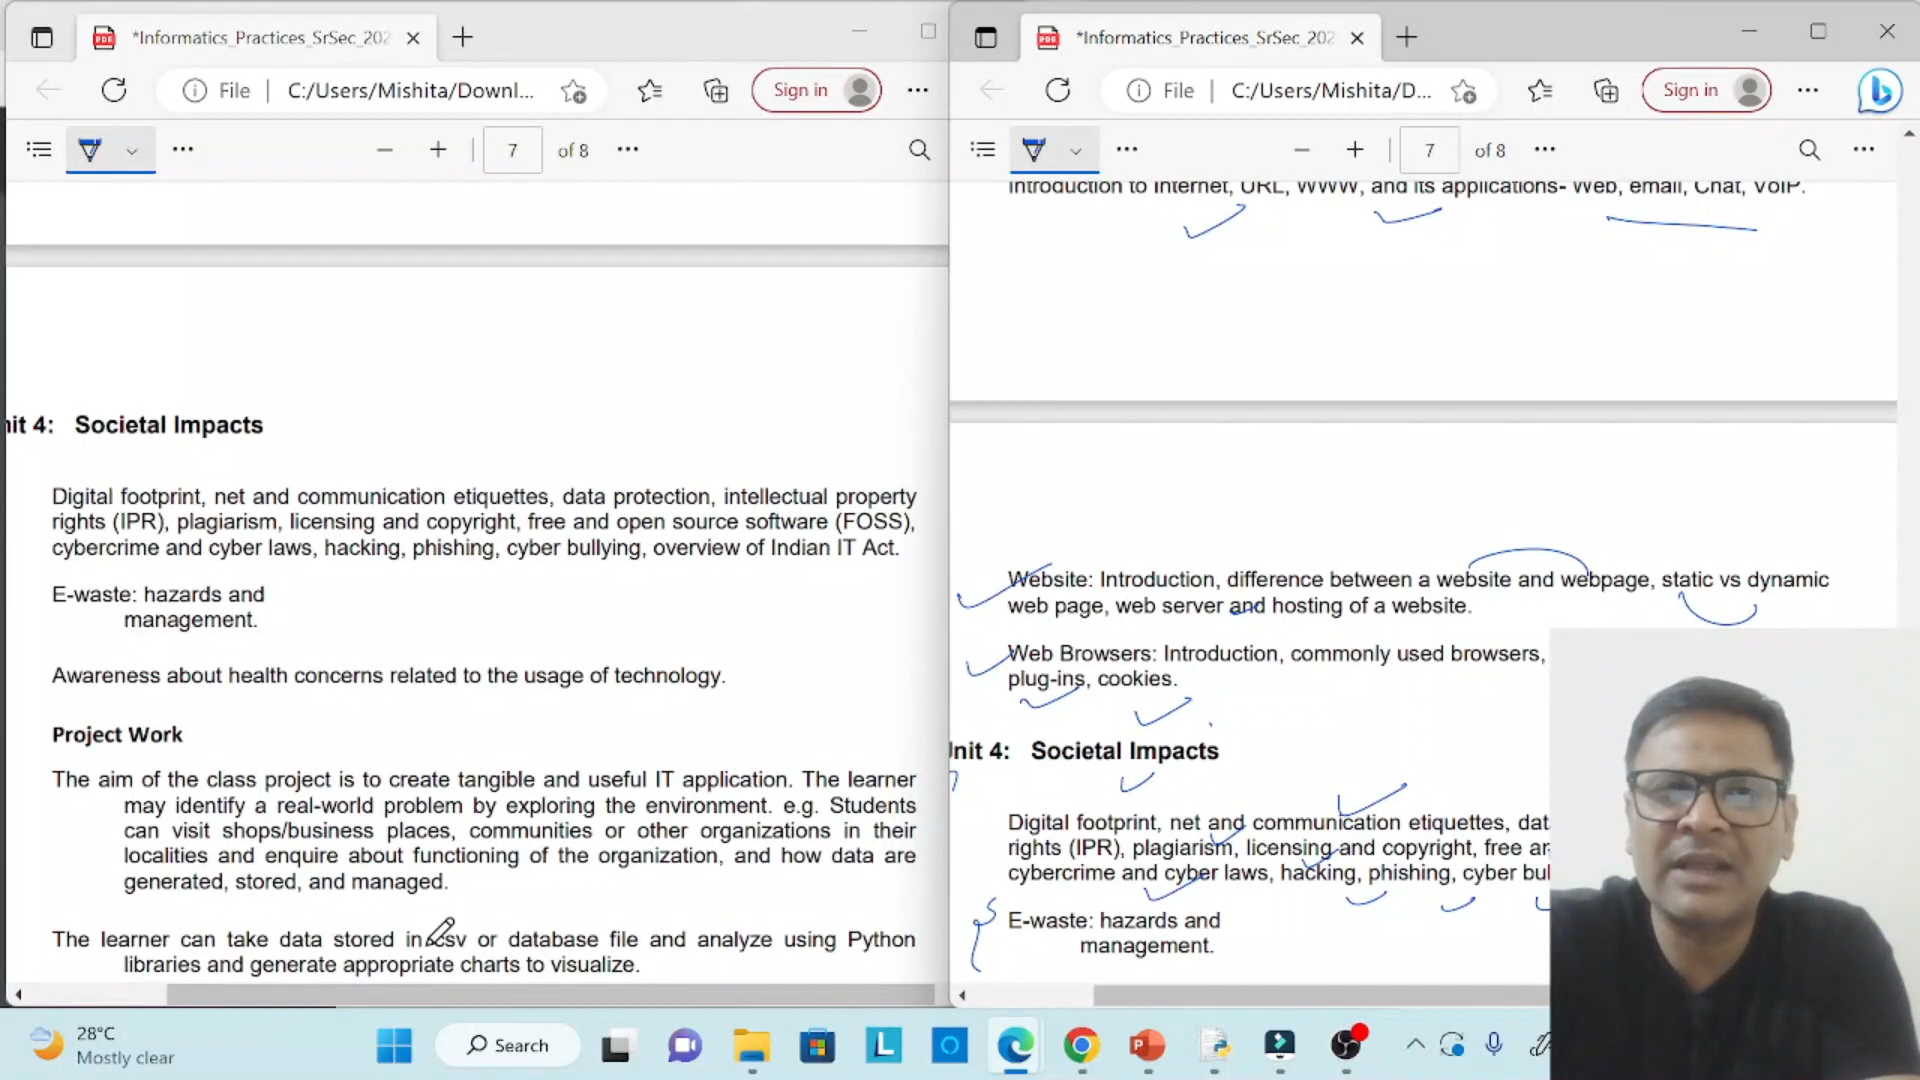 *Informatics_Practices_SrSec_202
*Informatics_Practices_SrSec_202
File
C:/Users/Mishita/Downl...
Sign in
File
C:/Users/Mishita/D...
Sign in
7
of 8
7
of 8
Introduction to Internet, URL, WWW, and its applications- Web, email, Chat, VoIP.
nit 4: Societal Impacts
Digital footprint, net and communication etiquettes, data protection, intellectual property
rights (IPR), plagiarism, licensing and copyright, free and open source software (FOSS),
cybercrime and cyber laws, hacking, phishing, cyber bullying, overview of Indian IT Act.
E-waste: hazards and
management.
Awareness about health concerns related to the usage of technology.
Project Work
The aim of the class project is to create tangible and useful IT application. The learner
may identify a real-world problem by exploring the environment. e.g. Students
can visit shops/business places, communities or other organizations in their
localities and enquire about functioning of the organization, and how data are
generated, stored, and managed.
The learner can take data stored in csv or database file and analyze using Python
libraries and generate appropriate charts to visualize.
Website: Introduction, difference between a website and webpage, static vs dynamic
web page, web server and hosting of a website.
Web Browsers: Introduction, commonly used browsers,
plug-ins, cookies.
Unit 4: Societal Impacts
Digital footprint, net and communication etiquettes, dat
rights (IPR), plagiarism, licensing and copyright, free an
cybercrime and cyber laws, hacking, phishing, cyber bul
E-waste: hazards and
management.
28°C
Mostly clear
Search